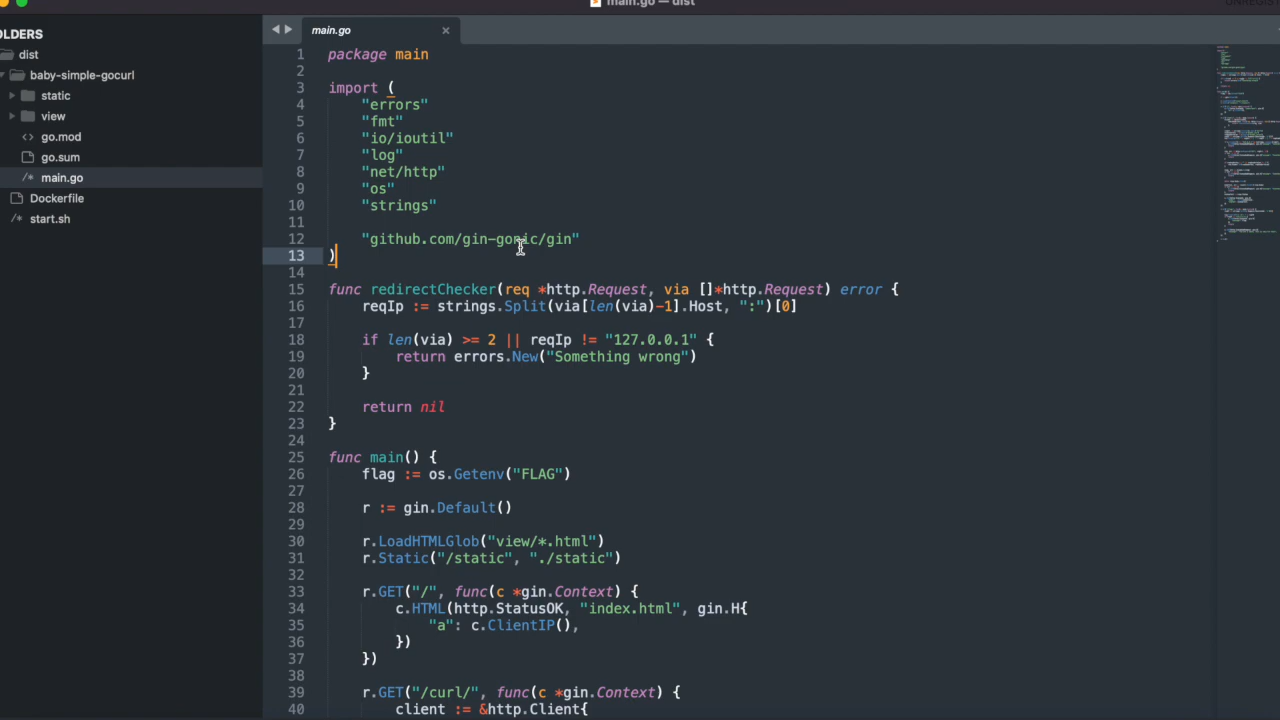 main.go — dist
OLDERS
dist
baby-simple-gocurl
static
view
go.mod
go.sum
main.go
Dockerfile
start.sh
main.go
1 package main
2
3 import (
4 "errors"
5 "fmt"
6 "io/ioutil"
7 "log"
8 "net/http"
9 "os"
10 "strings"
11
12 "github.com/gin-gonic/gin"
13 )
14
15 func redirectChecker(req *http.Request, via []*http.Request) error {
16 reqIp := strings.Split(via[len(via)-1].Host, ":")[0]
17
18 if len(via) >= 2 || reqIp != "127.0.0.1" {
19 return errors.New("Something wrong")
20 }
21
22 return nil
23 }
24
25 func main() {
26 flag := os.Getenv("FLAG")
27
28 r := gin.Default()
29
30 r.LoadHTMLGlob("view/*.html")
31 r.Static("/static", "./static")
32
33 r.GET("/", func(c *gin.Context) {
34 c.HTML(http.StatusOK, "index.html", gin.H{
35 "a": c.ClientIP(),
36 })
37 })
38
39 r.GET("/curl/", func(c *gin.Context) {
40 client := &http.Client{